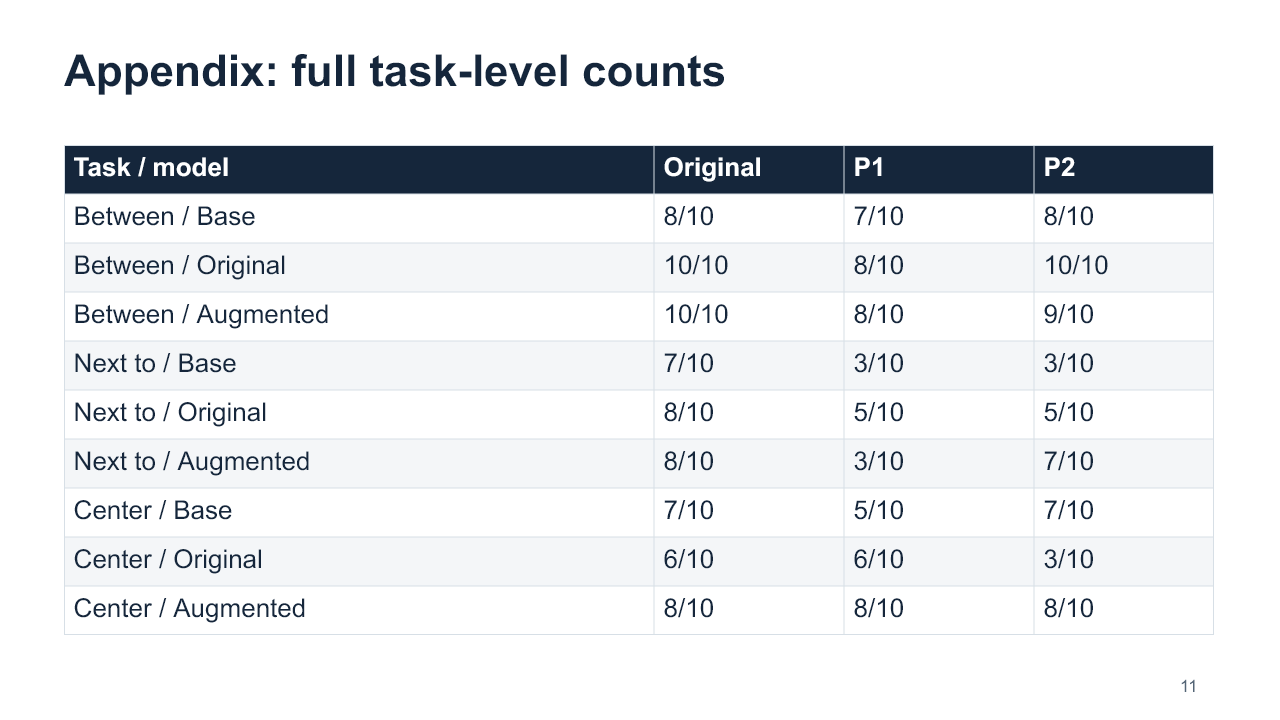 Appendix: full task-level counts
Task / model Original P1 P2
Between / Base 8/10 7/10 8/10
Between / Original 10/10 8/10 10/10
Between / Augmented 10/10 8/10 9/10
Next to / Base 7/10 3/10 3/10
Next to / Original 8/10 5/10 5/10
Next to / Augmented 8/10 3/10 7/10
Center / Base 7/10 5/10 7/10
Center / Original 6/10 6/10 3/10
Center / Augmented 8/10 8/10 8/10
11